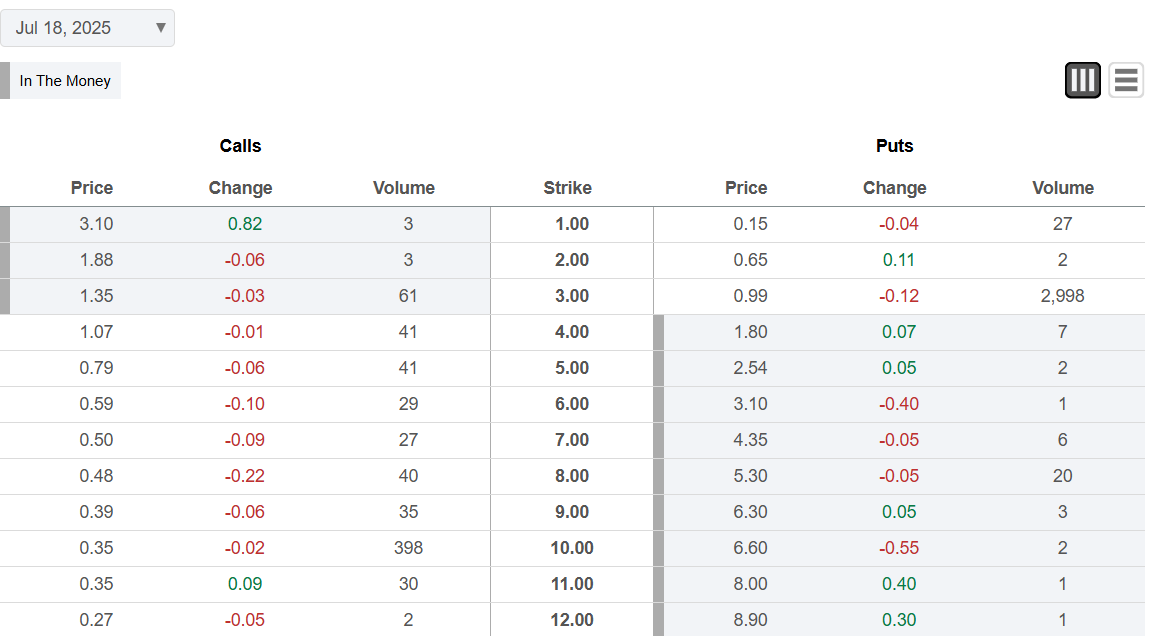 Jul 18, 2025 ▼
In The Money
Calls Puts
Price Change Volume Strike Price Change Volume
3.10 0.82 3 1.00 0.15 -0.04 27
1.88 -0.06 3 2.00 0.65 0.11 2
1.35 -0.03 61 3.00 0.99 -0.12 2,998
1.07 -0.01 41 4.00 1.80 0.07 7
0.79 -0.06 41 5.00 2.54 0.05 2
0.59 -0.10 29 6.00 3.10 -0.40 1
0.50 -0.09 27 7.00 4.35 -0.05 6
0.48 -0.22 40 8.00 5.30 -0.05 20
0.39 -0.06 35 9.00 6.30 0.05 3
0.35 -0.02 398 10.00 6.60 -0.55 2
0.35 0.09 30 11.00 8.00 0.40 1
0.27 -0.05 2 12.00 8.90 0.30 1